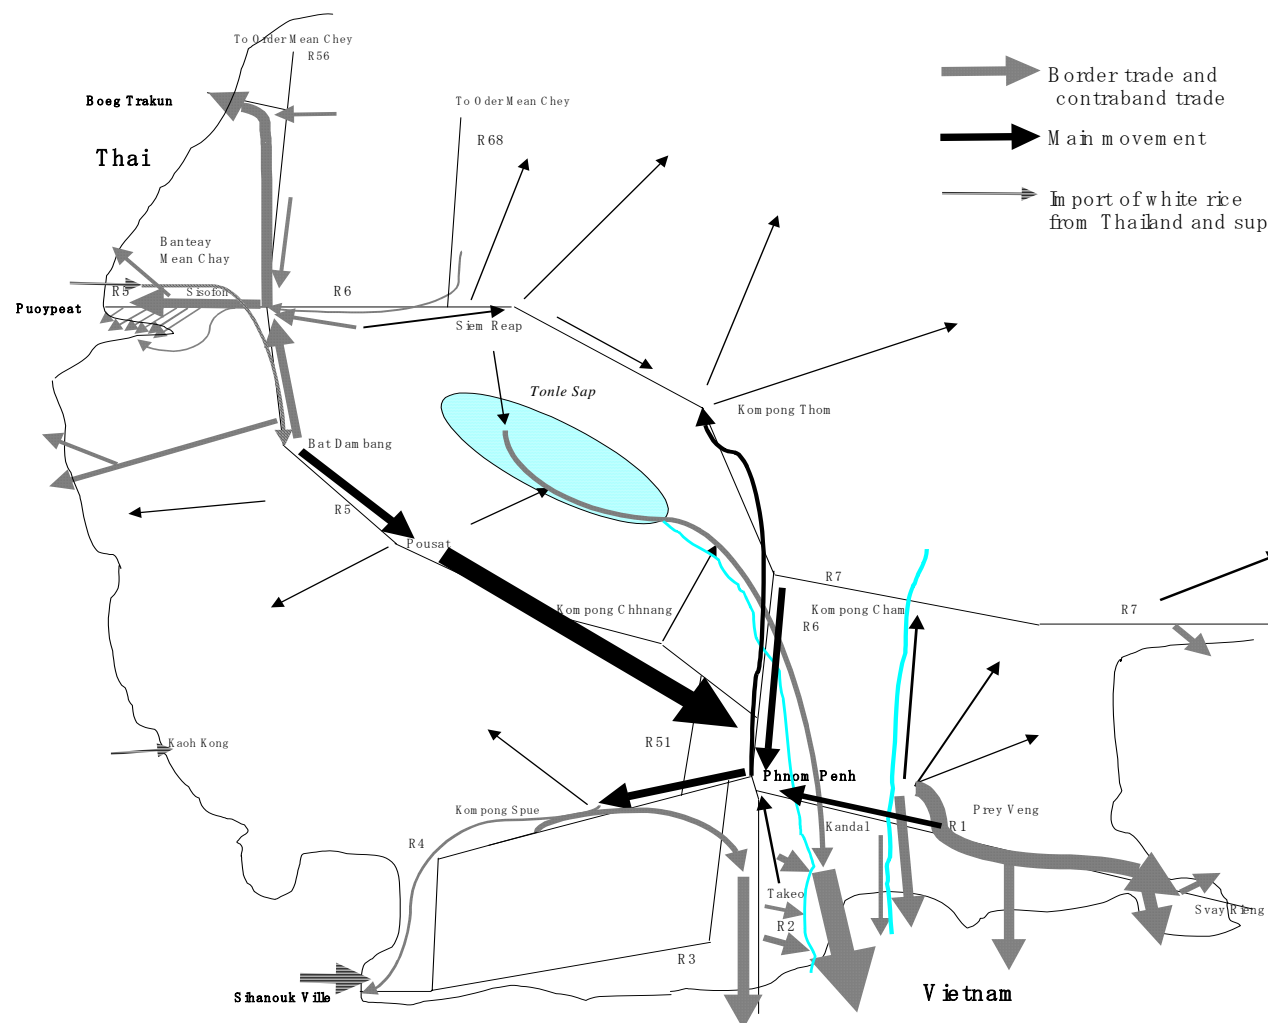 To Order Mean Chey
R56
Border trade and
contraband trade
Boeg Trakun
To Oder Mean Chey
Main movement
R68
Thai
Import of white rice
from Thailand and sup
Banteay
Mean Chay
R5
Sisofon
R6
Puoypeat
Siem Reap
Tonle Sap
Kompong Thom
Bat Dambang
R5
Pousat
R7
Kompong Chhnang
Kompong Cham
R7
R6
Kaoh Kong
R51
Phnom Penh
Kompong Spue
Prey Veng
Kandal
R1
R4
Takeo
Svay Rieng
R2
R3
Sihanouk Ville
Vietnam